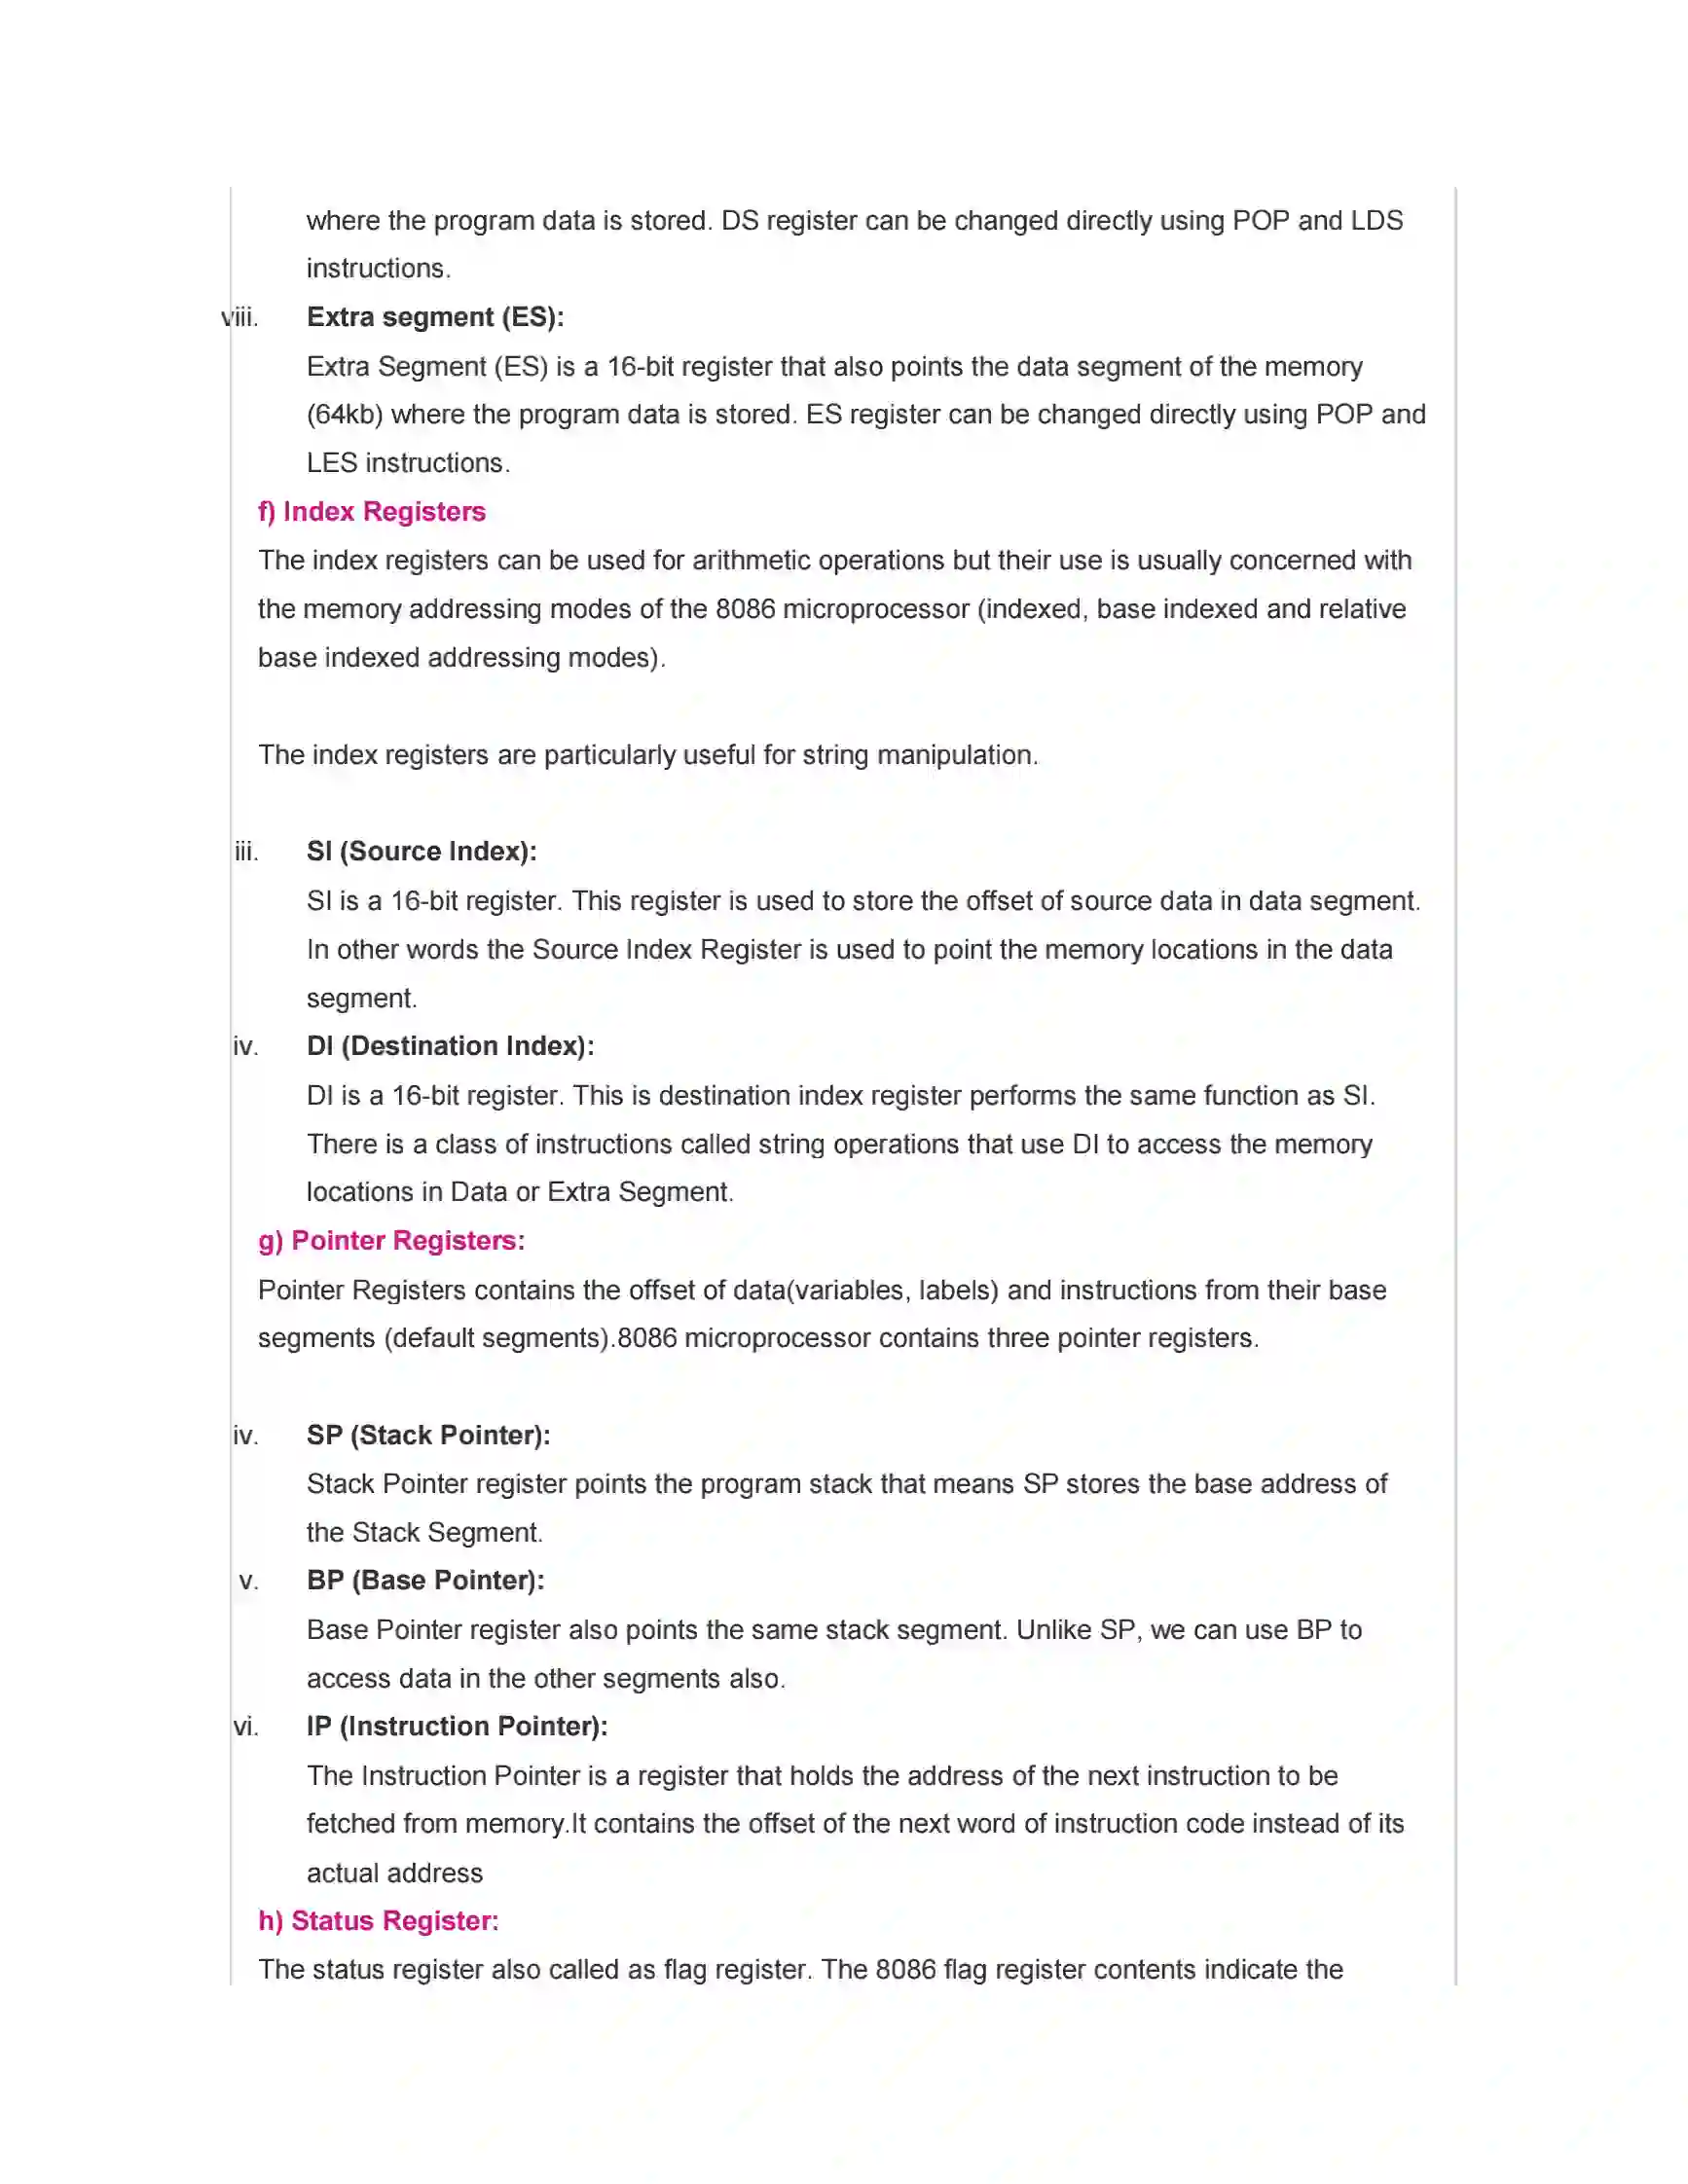 where the program data is stored. DS register can be changed directly using POP and LDS
instructions.
viii. Extra segment (ES):
Extra Segment (ES) is a 16-bit register that also points the data segment of the memory
(64kb) where the program data is stored. ES register can be changed directly using POP and
LES instructions.
f) Index Registers
The index registers can be used for arithmetic operations but their use is usually concerned with
the memory addressing modes of the 8086 microprocessor (indexed, base indexed and relative
base indexed addressing modes).
The index registers are particularly useful for string manipulation.
iii. SI (Source Index):
SI is a 16-bit register. This register is used to store the offset of source data in data segment.
In other words the Source Index Register is used to point the memory locations in the data
segment.
iv. DI (Destination Index):
DI is a 16-bit register. This is destination index register performs the same function as SI.
There is a class of instructions called string operations that use DI to access the memory
locations in Data or Extra Segment.
g) Pointer Registers:
Pointer Registers contains the offset of data(variables, labels) and instructions from their base
segments (default segments).8086 microprocessor contains three pointer registers.
iv. SP (Stack Pointer):
Stack Pointer register points the program stack that means SP stores the base address of
the Stack Segment.
v. BP (Base Pointer):
Base Pointer register also points the same stack segment. Unlike SP, we can use BP to
access data in the other segments also.
vi. IP (Instruction Pointer):
The Instruction Pointer is a register that holds the address of the next instruction to be
fetched from memory.It contains the offset of the next word of instruction code instead of its
actual address
h) Status Register:
The status register also called as flag register. The 8086 flag register contents indicate the